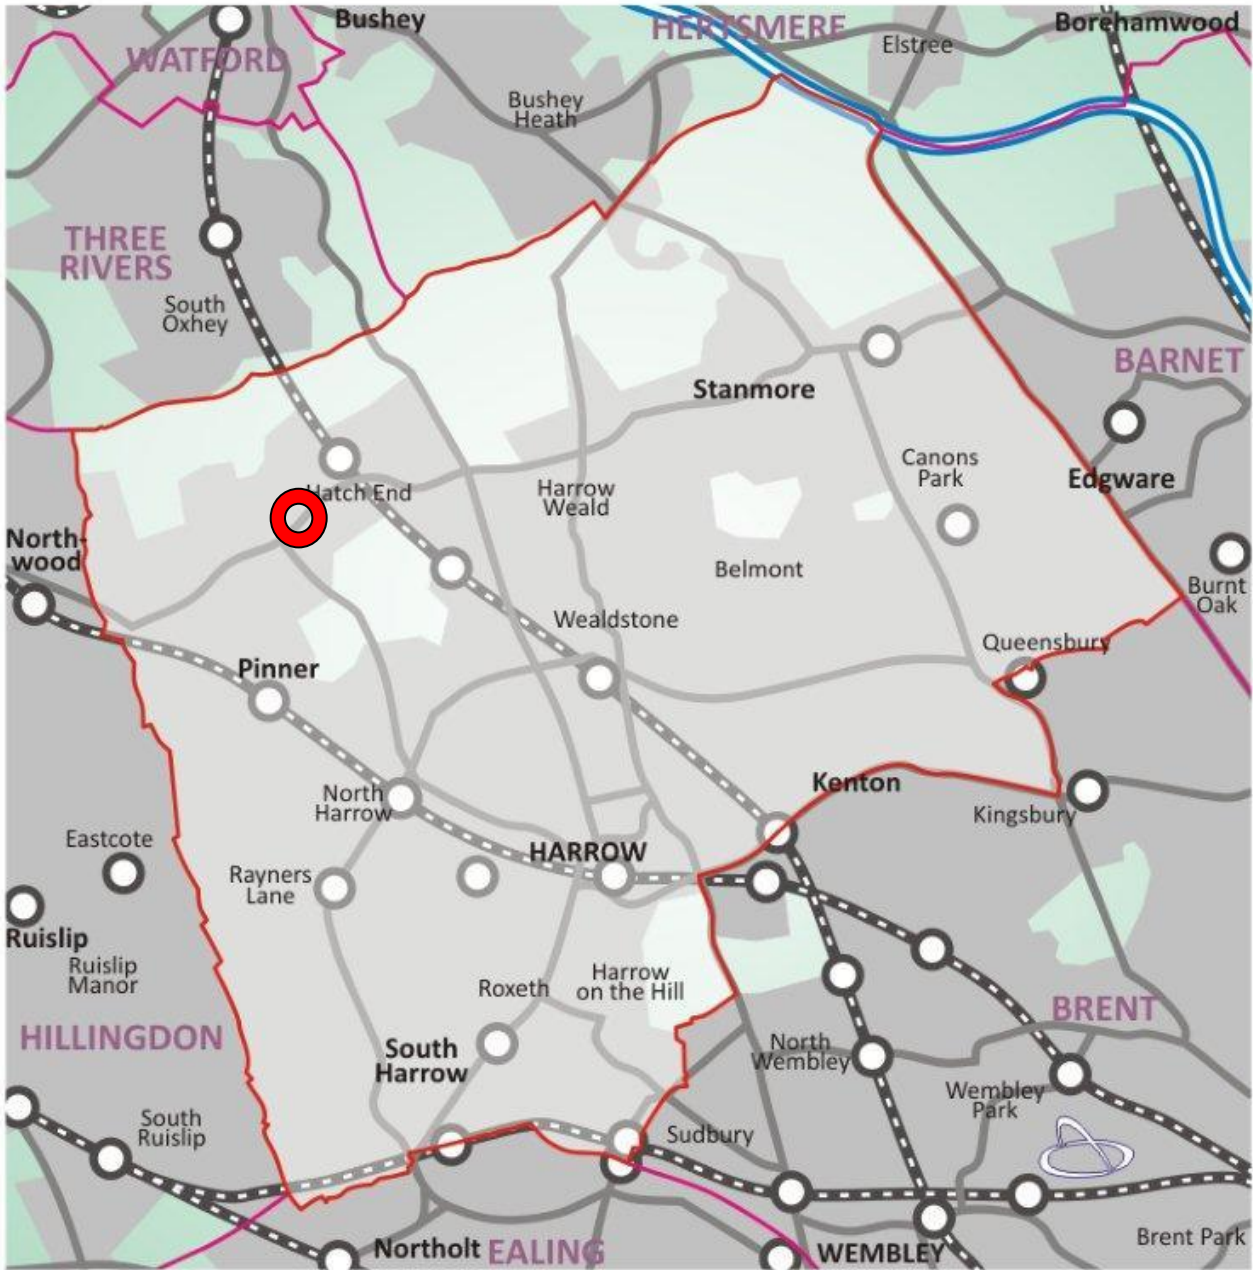 Bushey
HERTSMERE
Borehamwood
Elstree
WATFORD
Bushey
Heath
THREE
RIVERS
South
Oxhey
BARNET
Stanmore
Canons
Park
Edgware
Hatch End
Harrow
Weald
North-
wood
Belmont
Burnt
Oak
Wealdstone
Queensbury
Pinner
Kenton
North
Harrow
Kingsbury
Eastcote
HARROW
Rayners
Lane
Ruislip
Ruislip
Manor
Roxeth
Harrow
on the Hill
HILLINGDON
BRENT
South
Harrow
North
Wembley
Wembley
Park
South
Ruislip
Sudbury
Northolt
EALING
WEMBLEY
Brent Park